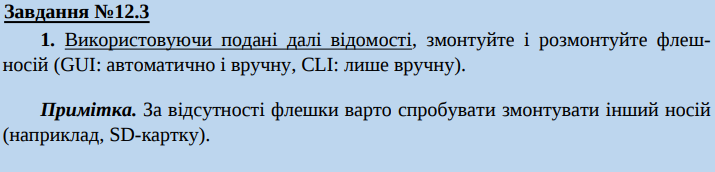 Завдання №12.3
1. Використовуючи подані далі відомості, змонтуйте і розмонтуйте флеш-
носій (GUI: автоматично і вручну, CLI: лише вручну).
Примітка. За відсутності флешки варто спробувати змонтувати інший носій
(наприклад, SD-картку).